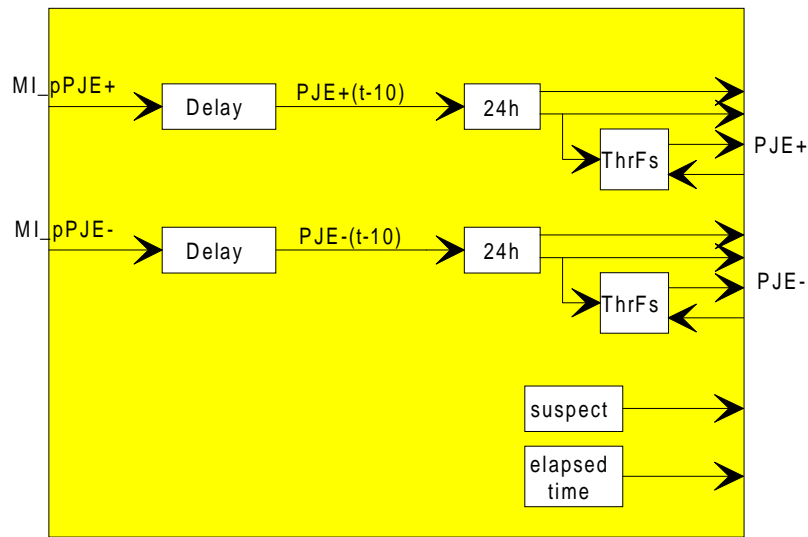 MI_pPJE+
Delay
PJE+(t-10)
24h
ThrFs
PJE+
MI_pPJE-
Delay
PJE-(t-10)
24h
ThrFs
PJE-
suspect
elapsed
time